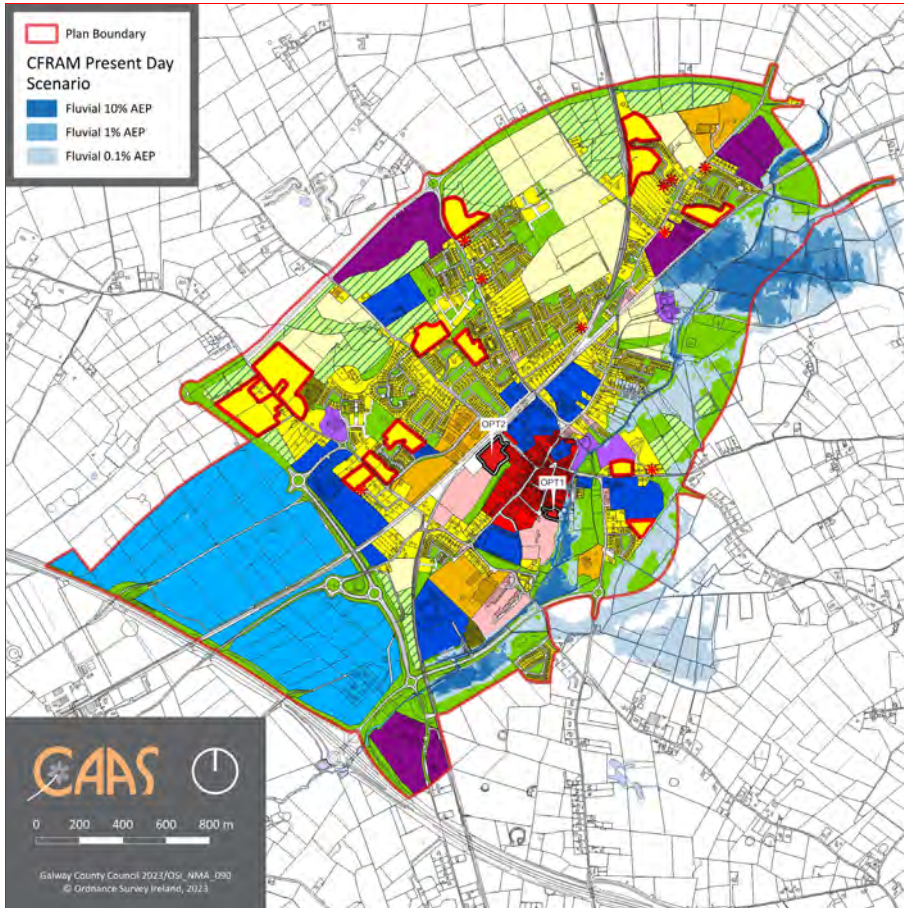 Plan Boundary
CFRAM Present Day
Scenario
Fluvial 10% AEP
Fluvial 1% AEP
Fluvial 0.1% AEP
OPT2
OPT1
CAAS
0 200 400 600 800 m
Galway County Council 2023/OSi_NMA_090
© Ordnance Survey Ireland, 2023